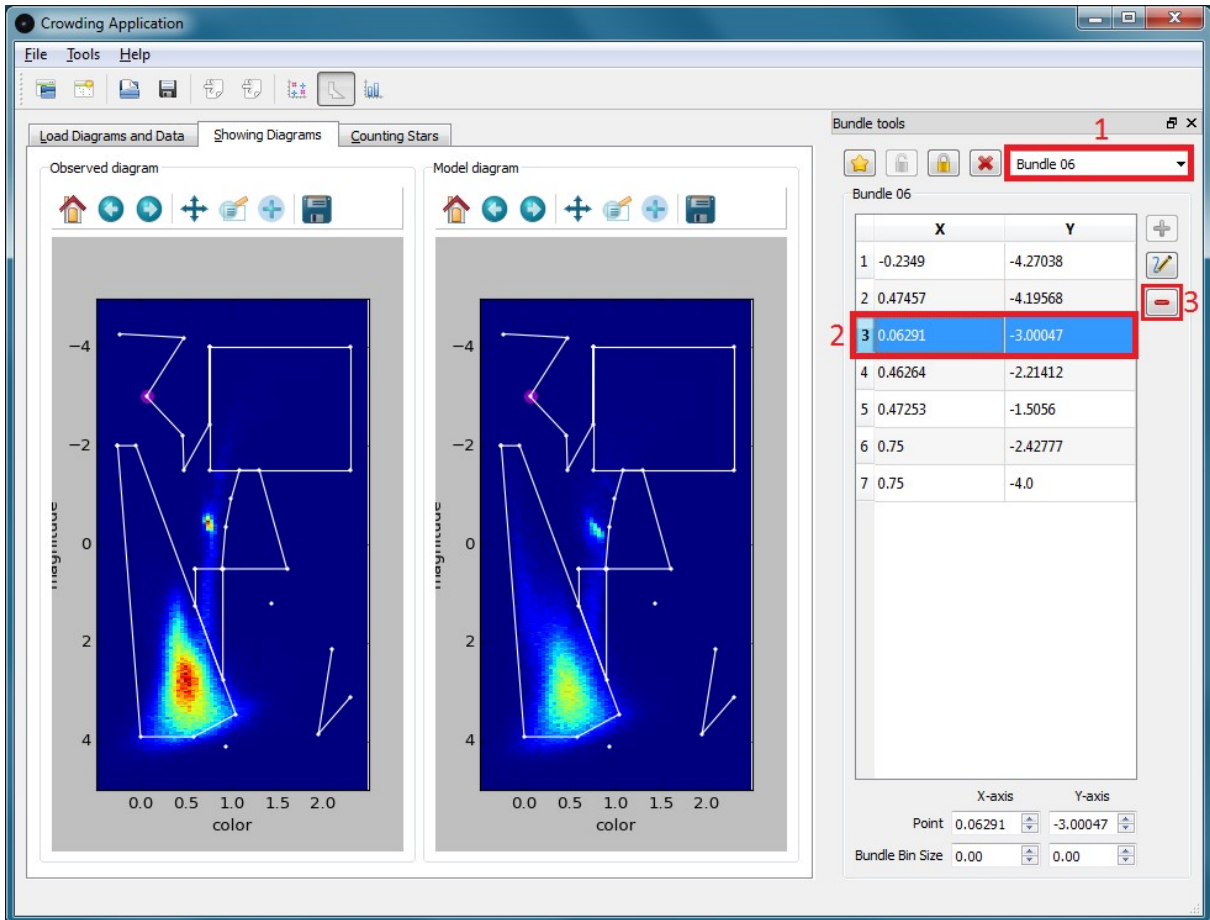 Crowding Application
File Tools Help
Load Diagrams and Data Showing Diagrams Counting Stars
Observed diagram
−4
−2
0
2
4
magnitude
0.0 0.5 1.0 1.5 2.0
color
Model diagram
−4
−2
0
2
4
magnitude
0.0 0.5 1.0 1.5 2.0
color
Bundle tools
1
Bundle 06
Bundle 06
X Y
1 -0.2349 -4.27038
2 0.47457 -4.19568
3
2 3 0.06291 -3.00047
4 0.46264 -2.21412
5 0.47253 -1.5056
6 0.75 -2.42777
7 0.75 -4.0
X-axis Y-axis
Point 0.06291 -3.00047
Bundle Bin Size 0.00 0.00